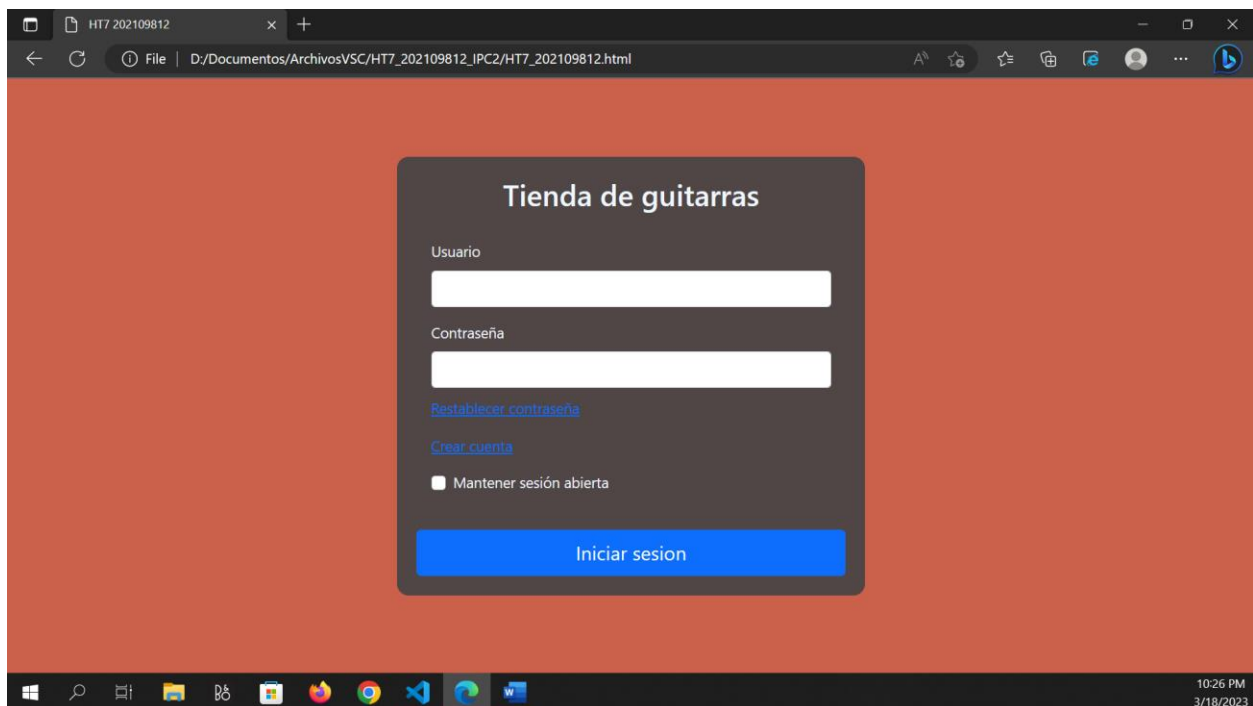 HT7 202109812
File
D:/Documentos/ArchivosVSC/HT7_202109812_IPC2/HT7_202109812.html
Tienda de guitarras
Usuario
Contraseña
Restablecer contraseña
Crear cuenta
Mantener sesión abierta
Iniciar sesion
10:26 PM
3/18/2023